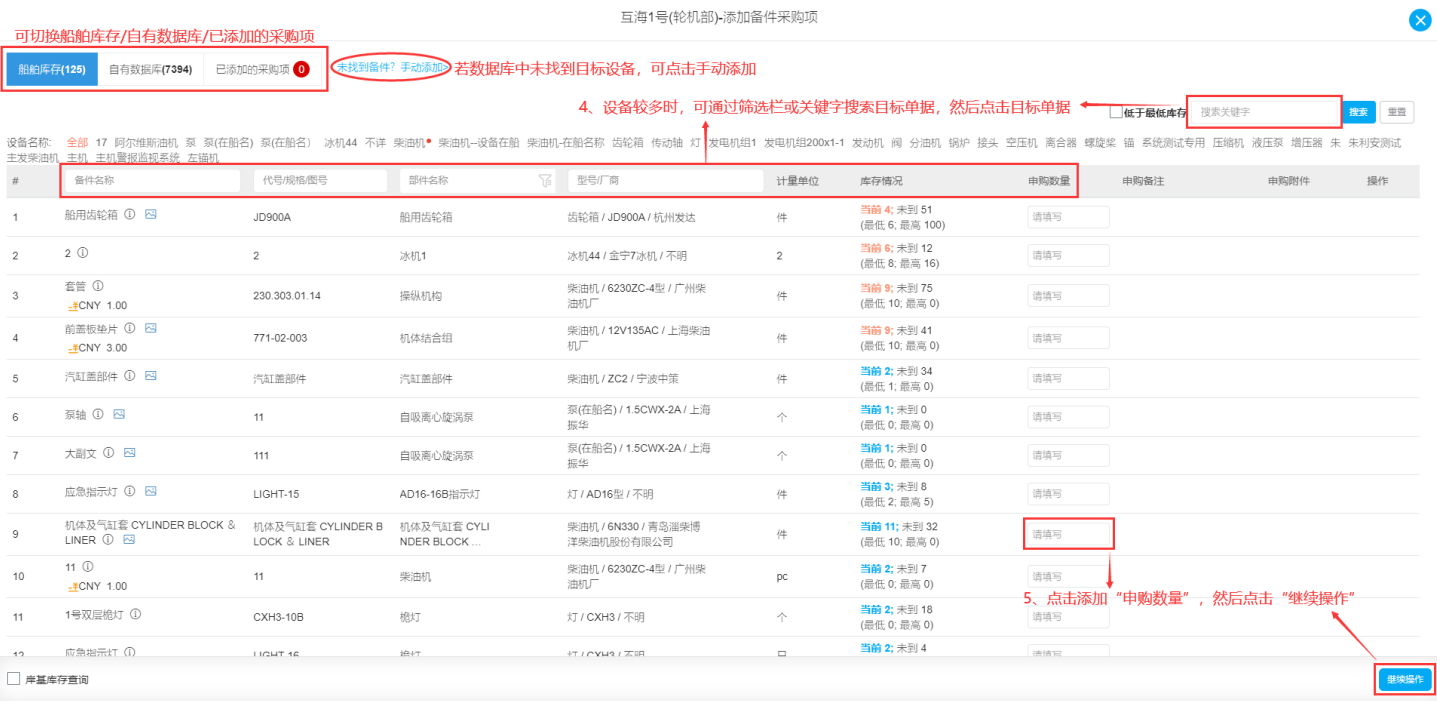 互海1号(轮机部)-添加备件采购项
可切换船舶库存/自有数据库/已添加的采购项
船舶库存(125) 自有数据库(7394) 已添加的采购项 0 未找到备件？手动添加> 若数据库中未找到目标设备，可点击手动添加
4、设备较多时，可通过筛选栏或关键字搜索目标单据，然后点击目标单据
低于最低库存 搜索关键字 搜索 重置
设备名称: 全部 17 阿尔维斯油机 泵 泵(在船名) 泵(在船名） 冰机44 不详 柴油机 柴油机--设备在船 柴油机-在船名称 齿轮箱 传动轴 灯 发电机组1 发电机组200x1-1 发动机 阀 分油机 锅炉 接头 空压机 离合器 螺旋桨 锚 系统测试专用 压缩机 液压泵 增压器 朱 朱利安测试
主发柴油机 主机 主机警报监视系统 左锚机
# 备件名称 代号/规格/图号 部件名称 型号/厂商 计量单位 库存情况 申购数量 申购备注 申购附件 操作
1 船用齿轮箱 JD900A 船用齿轮箱 齿轮箱 / JD900A / 杭州发达 件 当前 4; 未到 51 请填写
(最低 6; 最高 100)
2 2 2 冰机1 冰机44 / 金宁7冰机 / 不明 2 当前 6; 未到 12 请填写
(最低 8; 最高 16)
3 套管 230.303.01.14 操纵机构 柴油机 / 6230ZC-4型 / 广州柴 件 当前 9; 未到 75 请填写
CNY 1.00 油机厂 (最低 10; 最高 0)
4 前盖板垫片 771-02-003 机体结合组 柴油机 / 12V135AC / 上海柴油 件 当前 9; 未到 41 请填写
CNY 3.00 机厂 (最低 10; 最高 0)
5 汽缸盖部件 汽缸盖部件 汽缸盖部件 柴油机 / ZC2 / 宁波中策 件 当前 2; 未到 34 请填写
(最低 1; 最高 0)
6 泵轴 11 自吸离心旋涡泵 泵(在船名) / 1.5CWX-2A / 上海 个 当前 1; 未到 0 请填写
振华 (最低 0; 最高 0)
7 大副文 111 自吸离心旋涡泵 泵(在船名) / 1.5CWX-2A / 上海 个 当前 1; 未到 0 请填写
振华 (最低 0; 最高 0)
8 应急指示灯 LIGHT-15 AD16-16B指示灯 灯 / AD16型 / 不明 件 当前 3; 未到 8 请填写
(最低 2; 最高 5)
9 机体及气缸套 CYLINDER BLOCK & 机体及气缸套 CYLINDER B 机体及气缸套 CYLI 柴油机 / 6N330 / 青岛淄柴博 件 当前 11; 未到 32 请填写
LINER LOCK & LINER NDER BLOCK ... 洋柴油机股份有限公司 (最低 10; 最高 0)
10 11 11 柴油机 柴油机 / 6230ZC-4型 / 广州柴 pc 当前 2; 未到 7 请填写
CNY 1.00 油机厂 (最低 0; 最高 0)
5、点击添加“申购数量”，然后点击“继续操作”
11 1号双层桅灯 CXH3-10B 桅灯 灯 / CXH3 / 不明 个 当前 2; 未到 18 请填写
(最低 0; 最高 0)
12 应急指示灯 LIGHT-16 桅灯 灯 / CXH3 / 不明 只 当前 2; 未到 4 请填写
岸基库存查询 继续操作